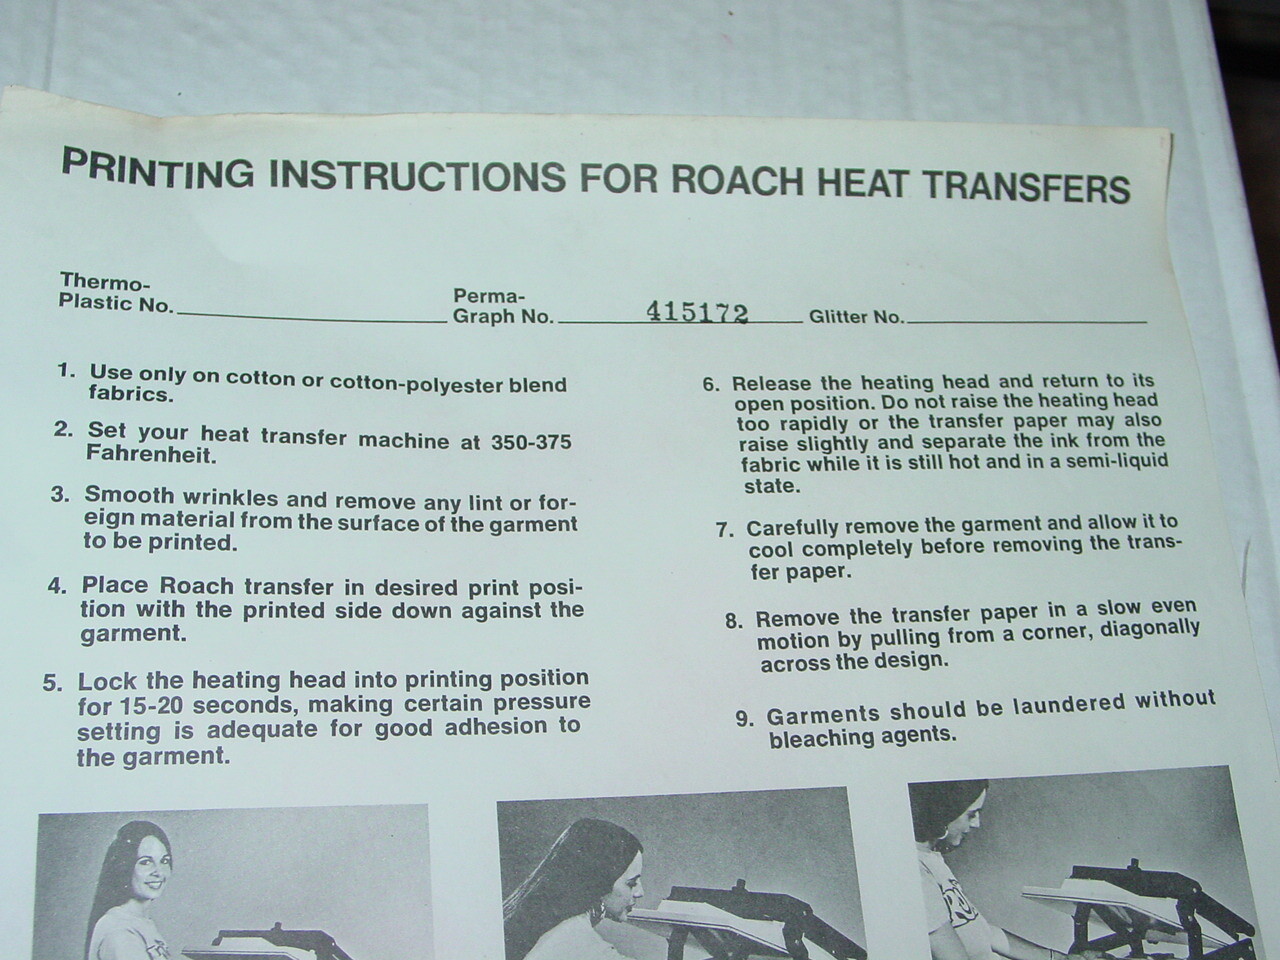 PRINTING INSTRUCTIONS FOR ROACH HEAT TRANSFERS
Thermo-
Plastic No.
Perma-
Graph No. 415172
Glitter No.
1. Use only on cotton or cotton-polyester blend
fabrics.
2. Set your heat transfer machine at 350-375
Fahrenheit.
3. Smooth wrinkles and remove any lint or for-
eign material from the surface of the garment
to be printed.
4. Place Roach transfer in desired print posi-
tion with the printed side down against the
garment.
5. Lock the heating head into printing position
for 15-20 seconds, making certain pressure
setting is adequate for good adhesion to
the garment.
6. Release the heating head and return to its
open position. Do not raise the heating head
too rapidly or the transfer paper may also
raise slightly and separate the ink from the
fabric while it is still hot and in a semi-liquid
state.
7. Carefully remove the garment and allow it to
cool completely before removing the trans-
fer paper.
8. Remove the transfer paper in a slow even
motion by pulling from a corner, diagonally
across the design.
9. Garments should be laundered without
bleaching agents.